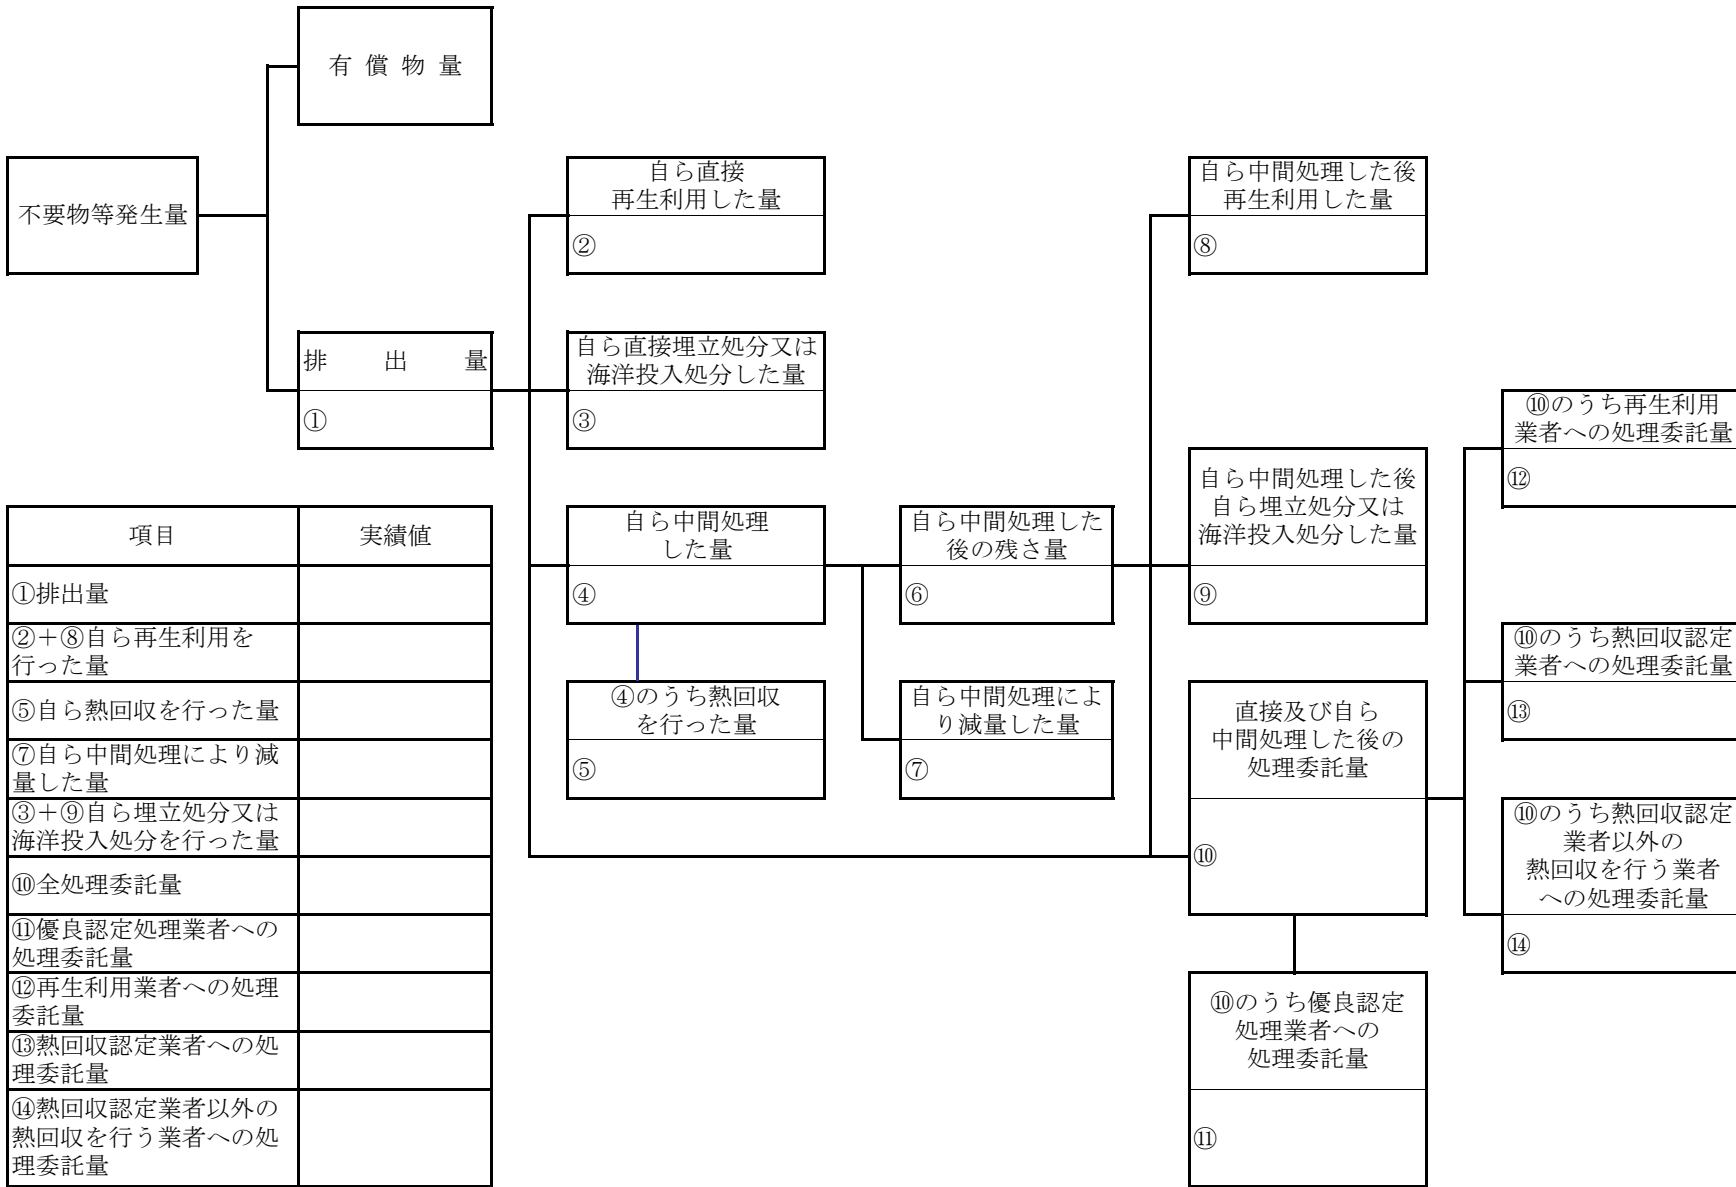 有償物量
不要物等発生量
排出量
①
自ら直接
再生利用した量
②
自ら直接埋立処分又は
海洋投入処分した量
③
自ら中間処理
した量
④
④のうち熱回収
を行った量
⑤
自ら中間処理した
後の残さ量
⑥
自ら中間処理によ
り減量した量
⑦
自ら中間処理した後
再生利用した量
⑧
自ら中間処理した後
自ら埋立処分又は
海洋投入処分した量
⑨
直接及び自ら
中間処理した後の
処理委託量
⑩
⑩のうち優良認定
処理業者への
処理委託量
⑪
⑩のうち再生利用
業者への処理委託量
⑫
⑩のうち熱回収認定
業者への処理委託量
⑬
⑩のうち熱回収認定
業者以外の
熱回収を行う業者
への処理委託量
⑭
項目 実績値
①排出量
②＋⑧自ら再生利用を
行った量
⑤自ら熱回収を行った量
⑦自ら中間処理により減
量した量
③＋⑨自ら埋立処分又は
海洋投入処分を行った量
⑩全処理委託量
⑪優良認定処理業者への
処理委託量
⑫再生利用業者への処理
委託量
⑬熱回収認定業者への処
理委託量
⑭熱回収認定業者以外の
熱回収を行う業者への処
理委託量